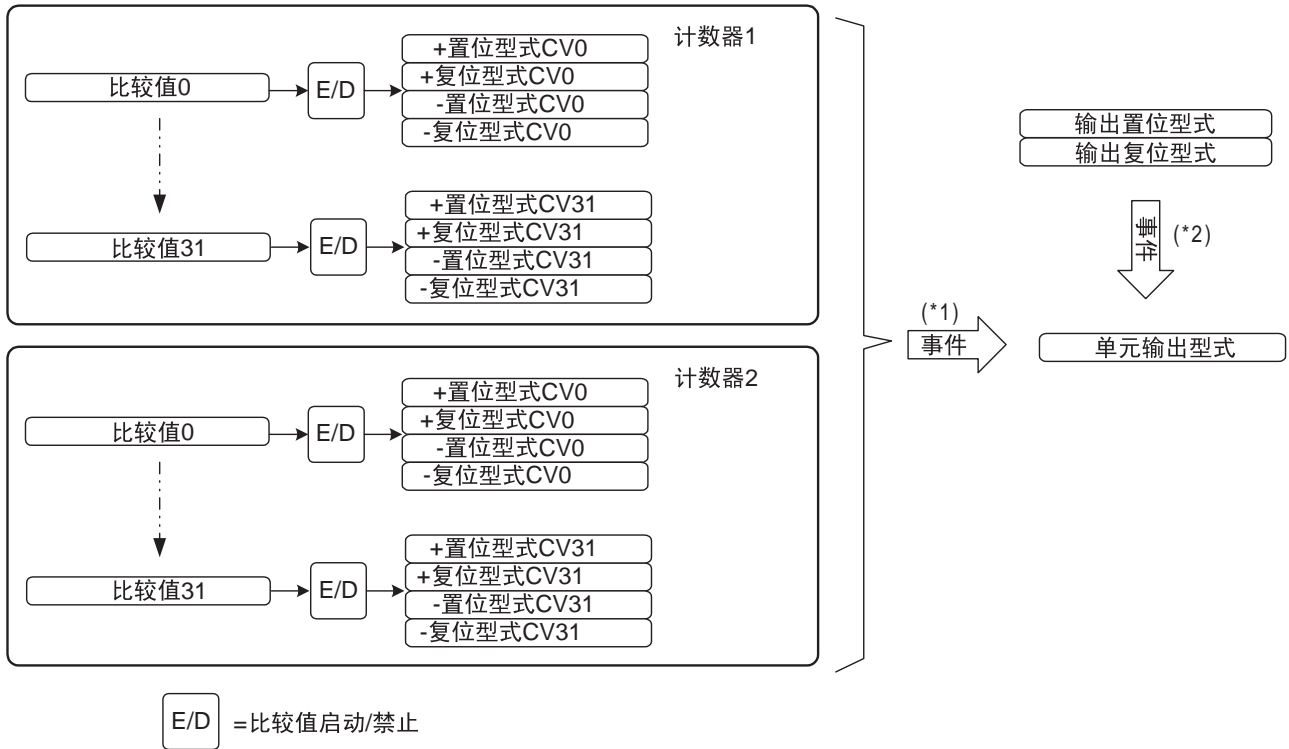 计数器1
比较值0
E/D
+置位型式CV0
+复位型式CV0
-置位型式CV0
-复位型式CV0
比较值31
E/D
+置位型式CV31
+复位型式CV31
-置位型式CV31
-复位型式CV31
计数器2
比较值0
E/D
+置位型式CV0
+复位型式CV0
-置位型式CV0
-复位型式CV0
比较值31
E/D
+置位型式CV31
+复位型式CV31
-置位型式CV31
-复位型式CV31
(*1)
事件
输出置位型式
输出复位型式
事件 (*2)
单元输出型式
E/D =比较值启动/禁止